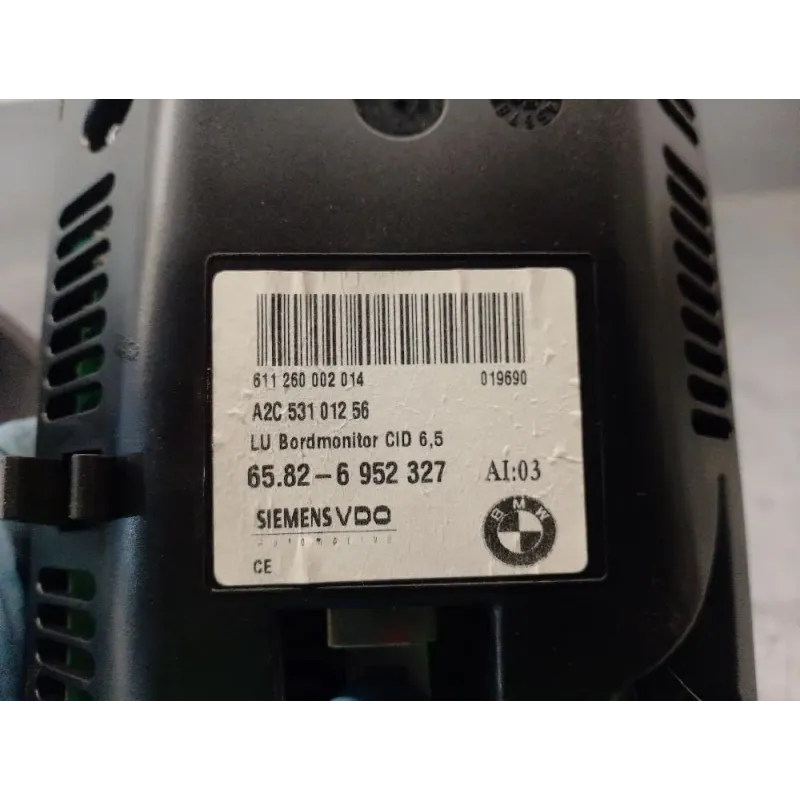 611 260 002 014 019690
A2C 531 012 56
LU Bordmonitor CID 6,5
65.82-6 952 327 AI:03
SIEMENS VDO
automotive
CE
BMW